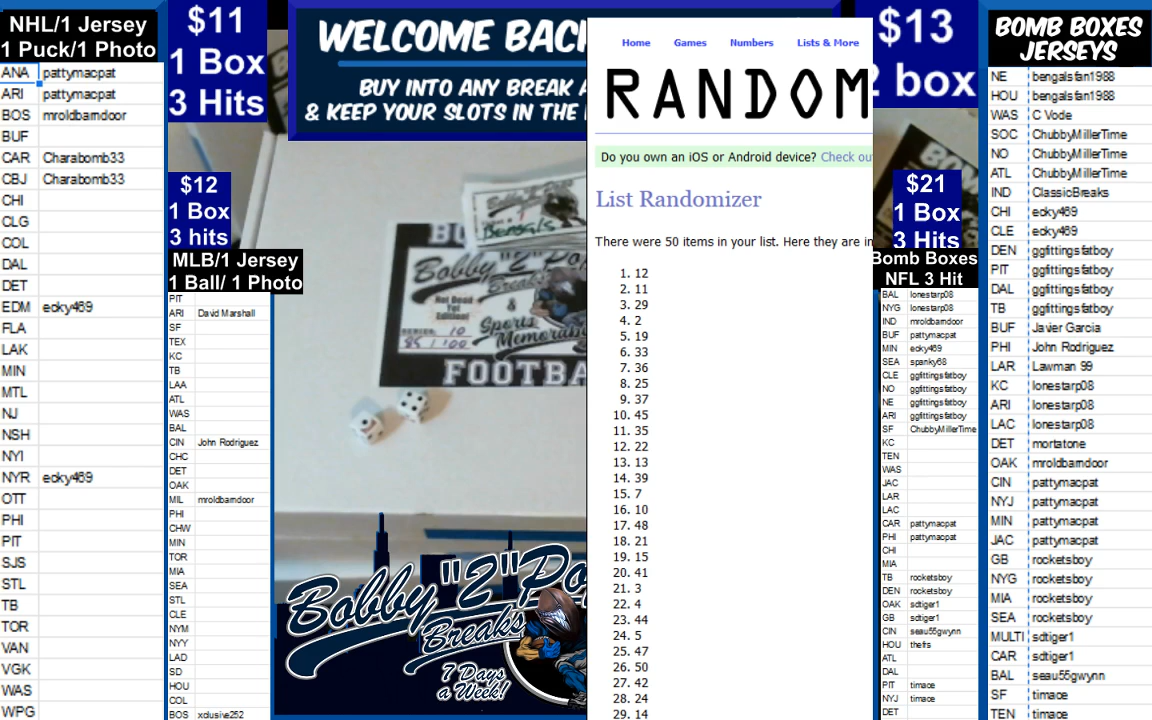 NHL/1 Jersey
1 Puck/1 Photo
ANA pattymacpat
ARI pattymacpat
BOS mroldbarndoor
BUF
CAR Charabomb33
CBJ Charabomb33
CHI
CLG
COL
DAL
DET
EDM ecky469
FLA
LAK
MIN
MTL
NJ
NSH
NYI
NYR ecky469
OTT
PHI
PIT
SJS
STL
TB
TOR
VAN
VGK
WAS
WPG
$11
1 Box
3 Hits
$12
1 Box
3 hits
MLB/1 Jersey
1 Ball/ 1 Photo
PIT
ARI David Marshall
SF
TEX
KC
TB
LAA
ATL
WAS
BAL
CIN John Rodriguez
CHC
DET
OAK
MIL mroldbarndoor
PHI
CHW
MIN
TOR
MIA
SEA
STL
CLE
NYM
NYY
LAD
SD
HOU
COL
BOS xclusive252
WELCOME BAC
BUY INTO ANY BREAK A
& KEEP YOUR SLOTS IN THE
Bengals
Bobby "2" Po
Not Dead
Yet
Edition!
&
SERIES 10
85/100
Sports
Memorab
FOOTBA
Bobby "2" Po
Breaks
7 Days
a Week!
Home Games Numbers Lists & More
RANDOM
Do you own an iOS or Android device? Check ou
List Randomizer
There were 50 items in your list. Here they are in
1. 12
2. 11
3. 29
4. 2
5. 19
6. 33
7. 36
8. 25
9. 37
10. 45
11. 35
12. 22
13. 13
14. 39
15. 7
16. 10
17. 48
18. 21
19. 15
20. 41
21. 3
22. 4
23. 44
24. 5
25. 47
26. 50
27. 42
28. 24
29. 14
$13
2 box
$21
1 Box
3 Hits
Bomb Boxes
NFL 3 Hit
BAL lonestarp08
NYG lonestarp08
IND mroldbarndoor
BUF pattymacpat
MIN ecky469
SEA spanky68
CLE ggfittingsfatboy
NO ggfittingsfatboy
NE ggfittingsfatboy
ARI ggfittingsfatboy
SF ChubbyMillerTime
KC
TEN
WAS
JAC
LAR
LAC
CAR pattymacpat
PHI pattymacpat
CHI
MIA
TB rocketsboy
DEN rocketsboy
OAK sdtiger1
GB sdtiger1
CIN seau55gwynn
HOU thefrs
ATL
DAL
PIT timace
NYJ timace
DET
BOMB BOXES
JERSEYS
NE bengalsfan1988
HOU bengalsfan1988
WAS C Vode
SOC ChubbyMillerTime
NO ChubbyMillerTime
ATL ChubbyMillerTime
IND ClassicBreaks
CHI ecky469
CLE ecky469
DEN ggfittingsfatboy
PIT ggfittingsfatboy
DAL ggfittingsfatboy
TB ggfittingsfatboy
BUF Javier Garcia
PHI John Rodriguez
LAR Lawman 99
KC lonestarp08
ARI lonestarp08
LAC lonestarp08
DET mortatone
OAK mroldbarndoor
CIN pattymacpat
NYJ pattymacpat
MIN pattymacpat
JAC pattymacpat
GB rocketsboy
NYG rocketsboy
MIA rocketsboy
SEA rocketsboy
MULTI sdtiger1
CAR sdtiger1
BAL seau55gwynn
SF timace
TEN timace